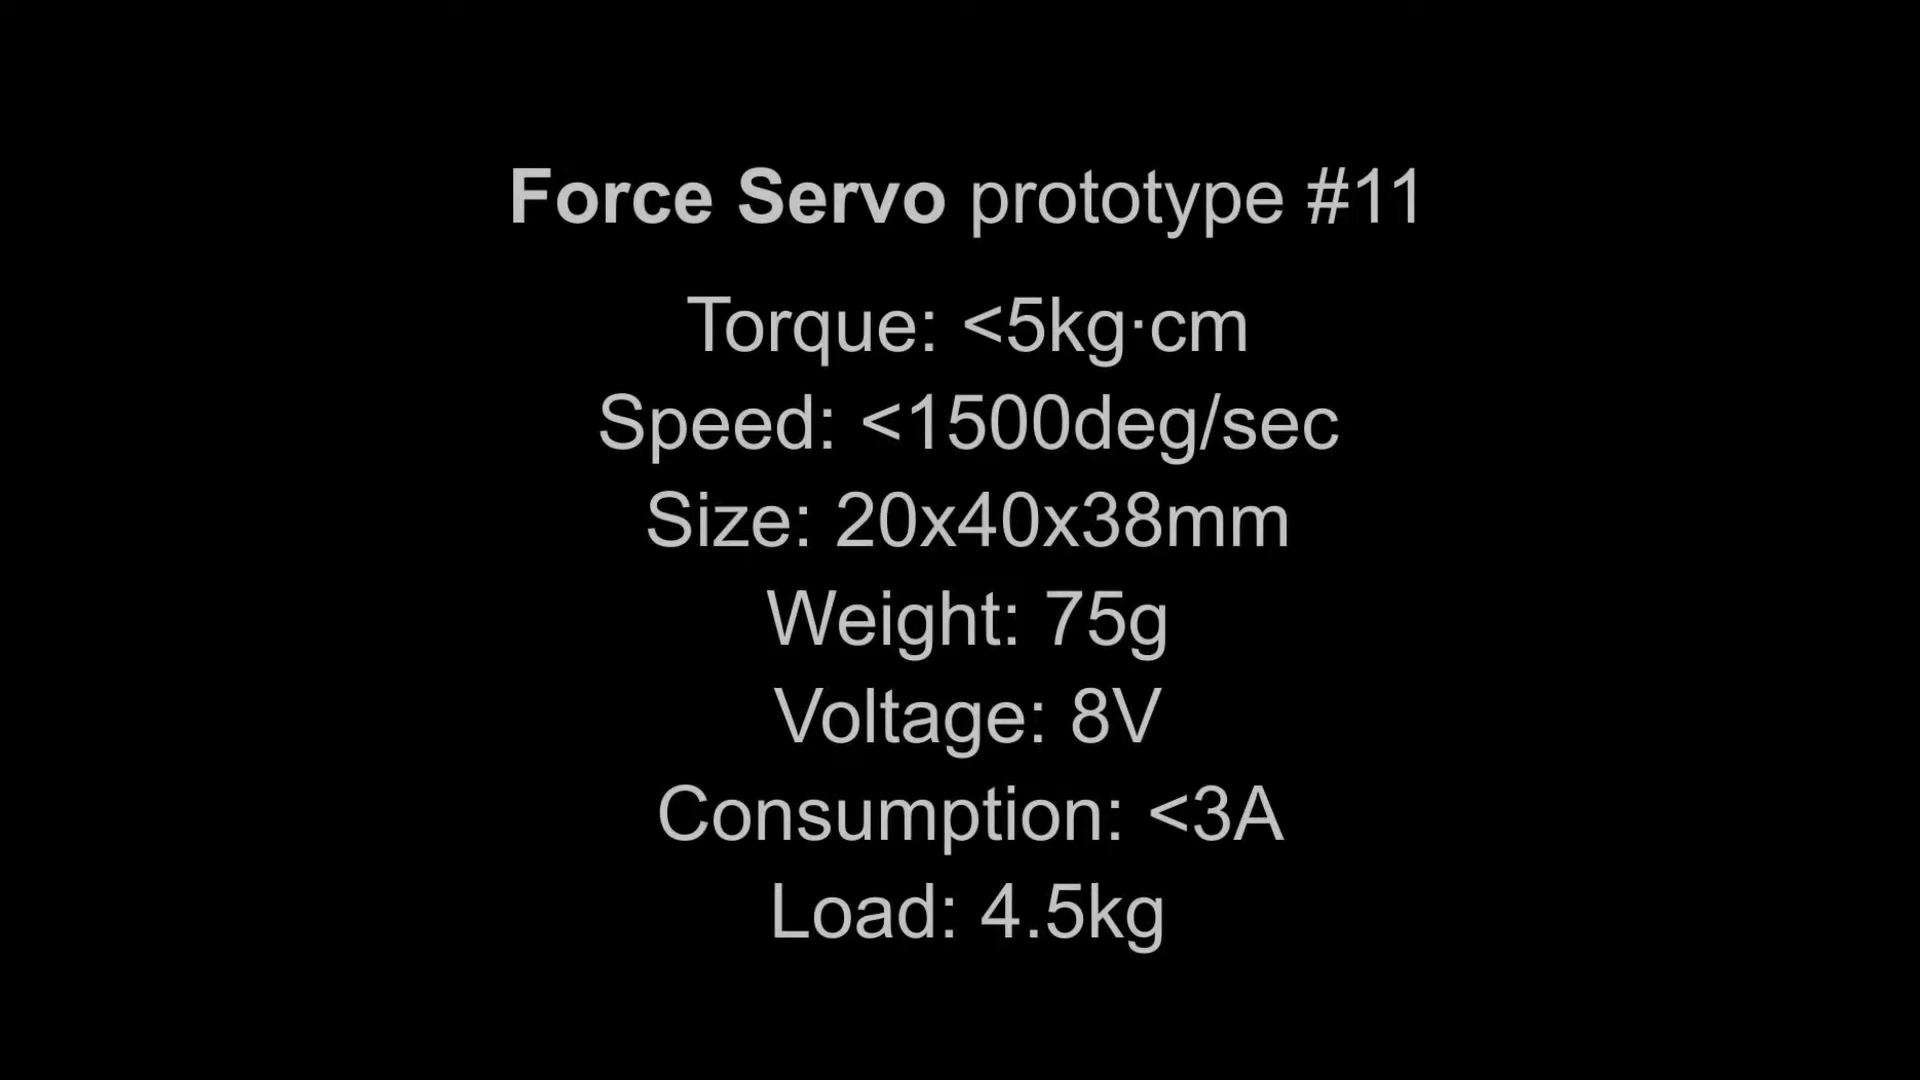 Force Servo prototype #11
Torque: <5kg·cm
Speed: <1500deg/sec
Size: 20x40x38mm
Weight: 75g
Voltage: 8V
Consumption: <3A
Load: 4.5kg